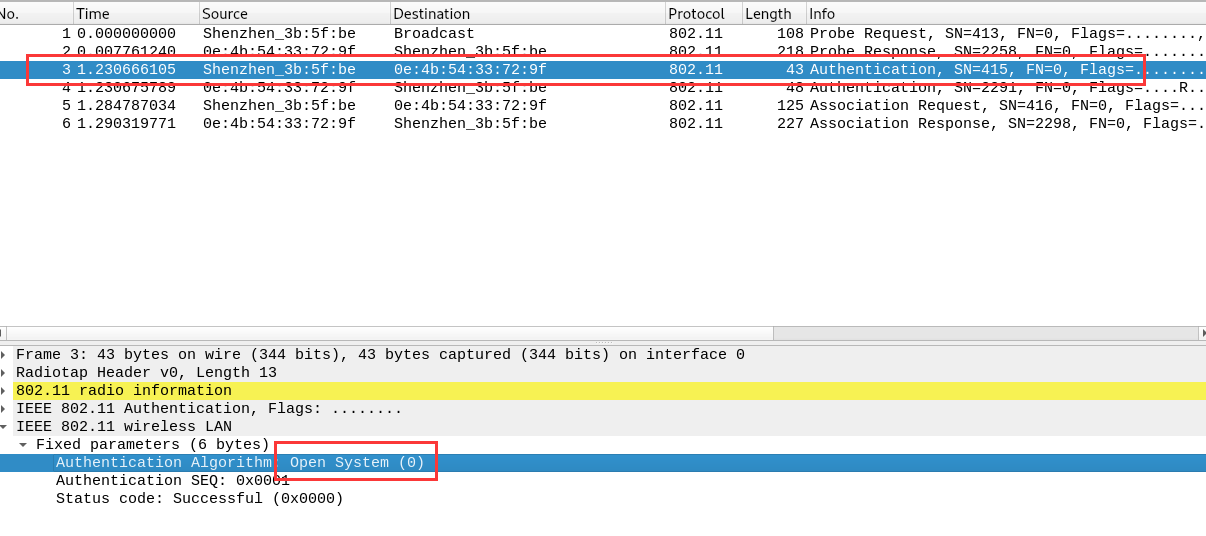 No. Time Source Destination Protocol Length Info
1 0.000000000 Shenzhen_3b:5f:be Broadcast 802.11 108 Probe Request, SN=413, FN=0, Flags=........,
2 0.007761240 0e:4b:54:33:72:9f Shenzhen_3b:5f:be 802.11 218 Probe Response, SN=2258, FN=0, Flags=.......
3 1.230666105 Shenzhen_3b:5f:be 0e:4b:54:33:72:9f 802.11 43 Authentication, SN=415, FN=0, Flags=........
4 1.230675789 0e:4b:54:33:72:9f Shenzhen_3b:5f:be 802.11 48 Authentication, SN=2291, FN=0, Flags=....R..
5 1.284787034 Shenzhen_3b:5f:be 0e:4b:54:33:72:9f 802.11 125 Association Request, SN=416, FN=0, Flags=...
6 1.290319771 0e:4b:54:33:72:9f Shenzhen_3b:5f:be 802.11 227 Association Response, SN=2298, FN=0, Flags=.
Frame 3: 43 bytes on wire (344 bits), 43 bytes captured (344 bits) on interface 0
Radiotap Header v0, Length 13
802.11 radio information
IEEE 802.11 Authentication, Flags: ........
IEEE 802.11 wireless LAN
Fixed parameters (6 bytes)
Authentication Algorithm: Open System (0)
Authentication SEQ: 0x0001
Status code: Successful (0x0000)